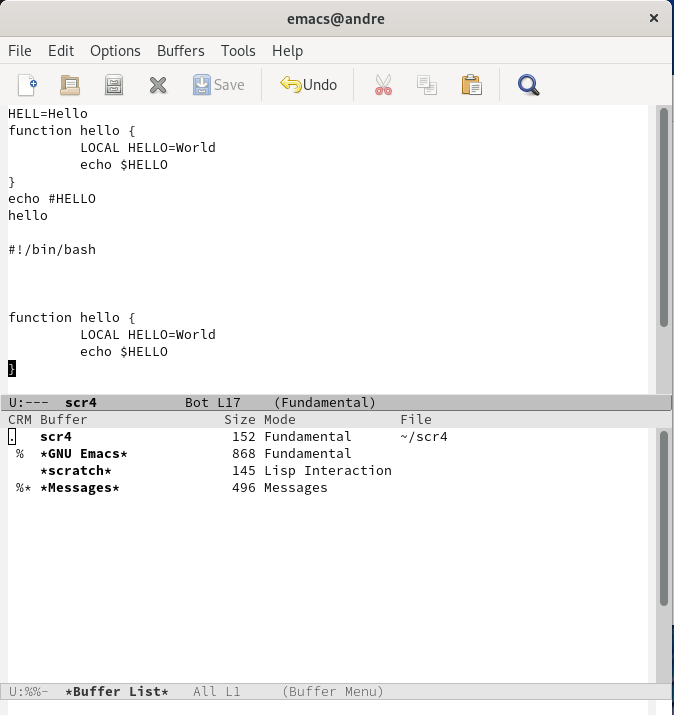 emacs@andre
File Edit Options Buffers Tools Help
Save Undo
HELL=Hello
function hello {
LOCAL HELLO=World
echo $HELLO
}
echo #HELLO
hello
#!/bin/bash
function hello {
LOCAL HELLO=World
echo $HELLO
}
U:--- scr4 Bot L17 (Fundamental)
CRM Buffer Size Mode File
. scr4 152 Fundamental ~/scr4
% *GNU Emacs* 868 Fundamental
*scratch* 145 Lisp Interaction
%* *Messages* 496 Messages
U:%%- *Buffer List* All L1 (Buffer Menu)